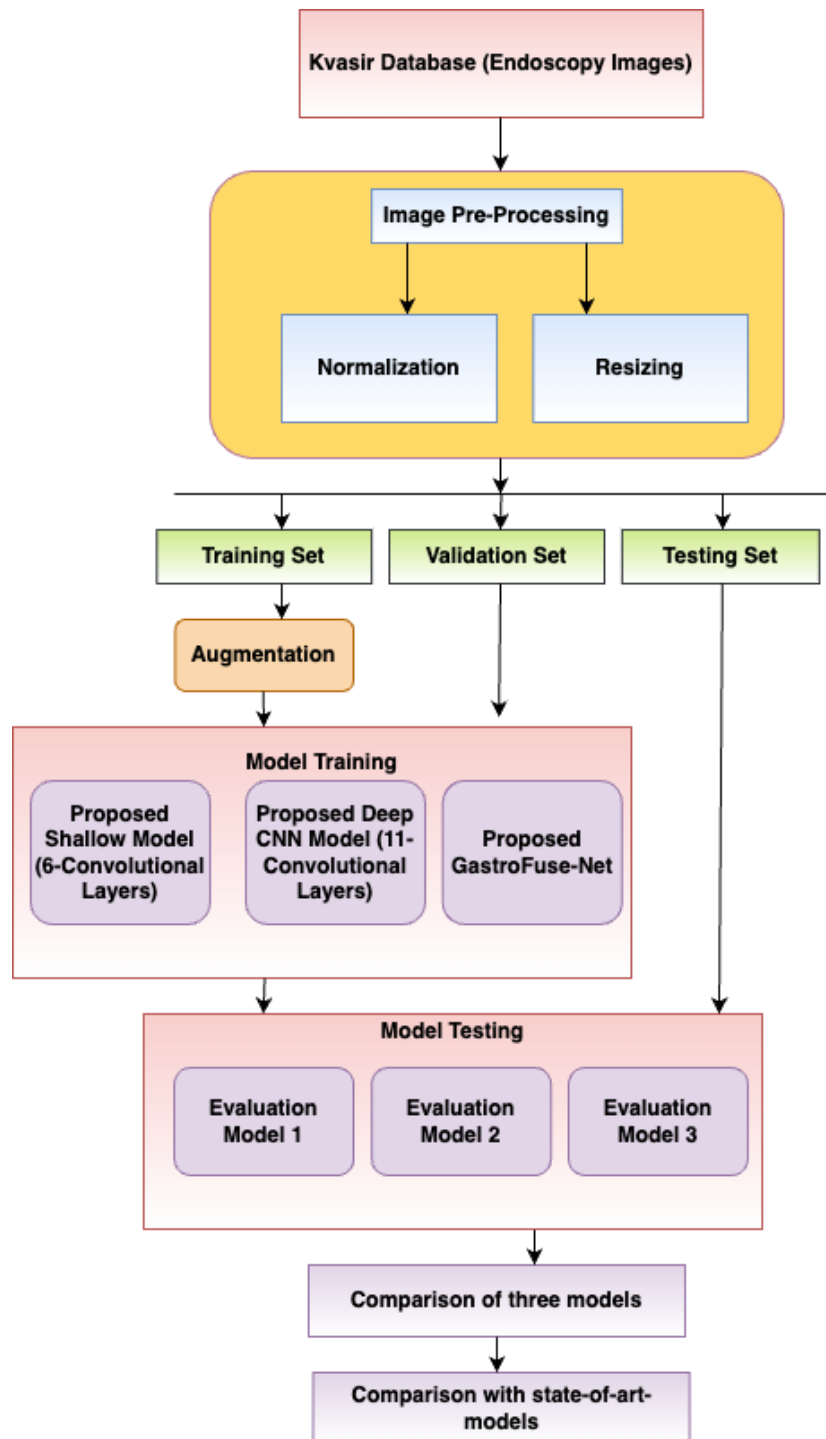 Kvasir Database (Endoscopy Images)
Image Pre-Processing
Normalization
Resizing
Training Set
Validation Set
Testing Set
Augmentation
Model Training
Proposed
Shallow Model
(6-Convolutional
Layers)
Proposed Deep
CNN Model (11-
Convolutional
Layers)
Proposed
GastroFuse-Net
Model Testing
Evaluation
Model 1
Evaluation
Model 2
Evaluation
Model 3
Comparison of three models
Comparison with state-of-art-
models